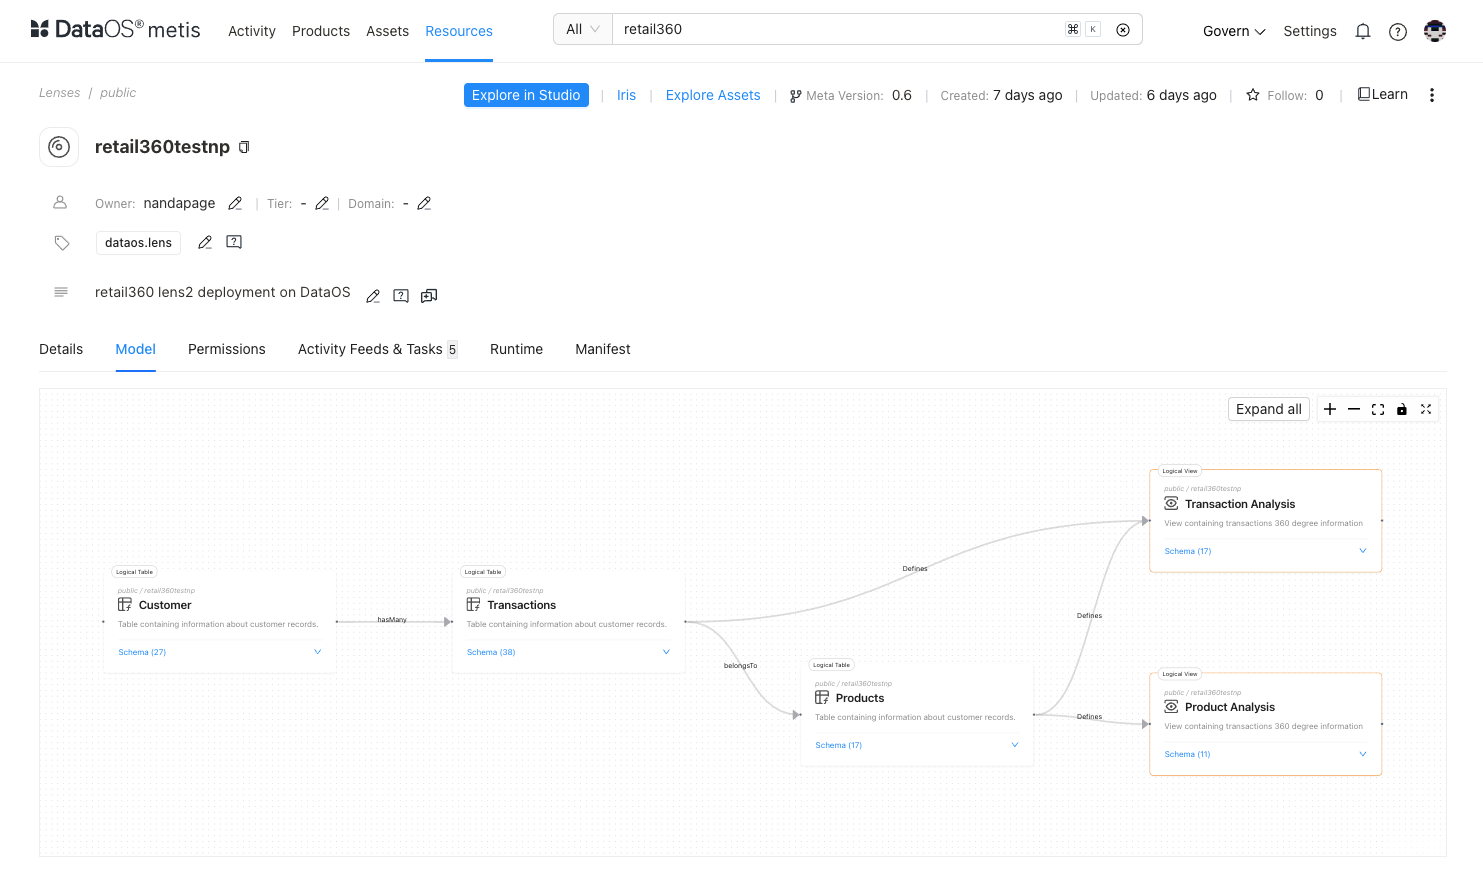 DataOS® metis
Activity
Products
Assets
Resources
All
retail360
⌘
K
Govern
Settings
Lenses / public
Explore in Studio
Iris
Explore Assets
Meta Version: 0.6
Created: 7 days ago
Updated: 6 days ago
Follow: 0
Learn
retail360testnp
Owner: nandapage
Tier: -
Domain: -
dataos.lens
retail360 lens2 deployment on DataOS
Details
Model
Permissions
Activity Feeds & Tasks 5
Runtime
Manifest
Expand all
Logical View
public / retail360testnp
Transaction Analysis
View containing transactions 360 degree information
Schema (17)
Defines
Logical Table
public / retail360testnp
Customer
Table containing information about customer records.
Schema (27)
hasMany
Logical Table
public / retail360testnp
Transactions
Table containing information about customer records.
Schema (38)
Defines
belongsTo
Logical Table
public / retail360testnp
Products
Table containing information about customer records.
Schema (17)
Defines
Logical View
public / retail360testnp
Product Analysis
View containing transactions 360 degree information
Schema (11)